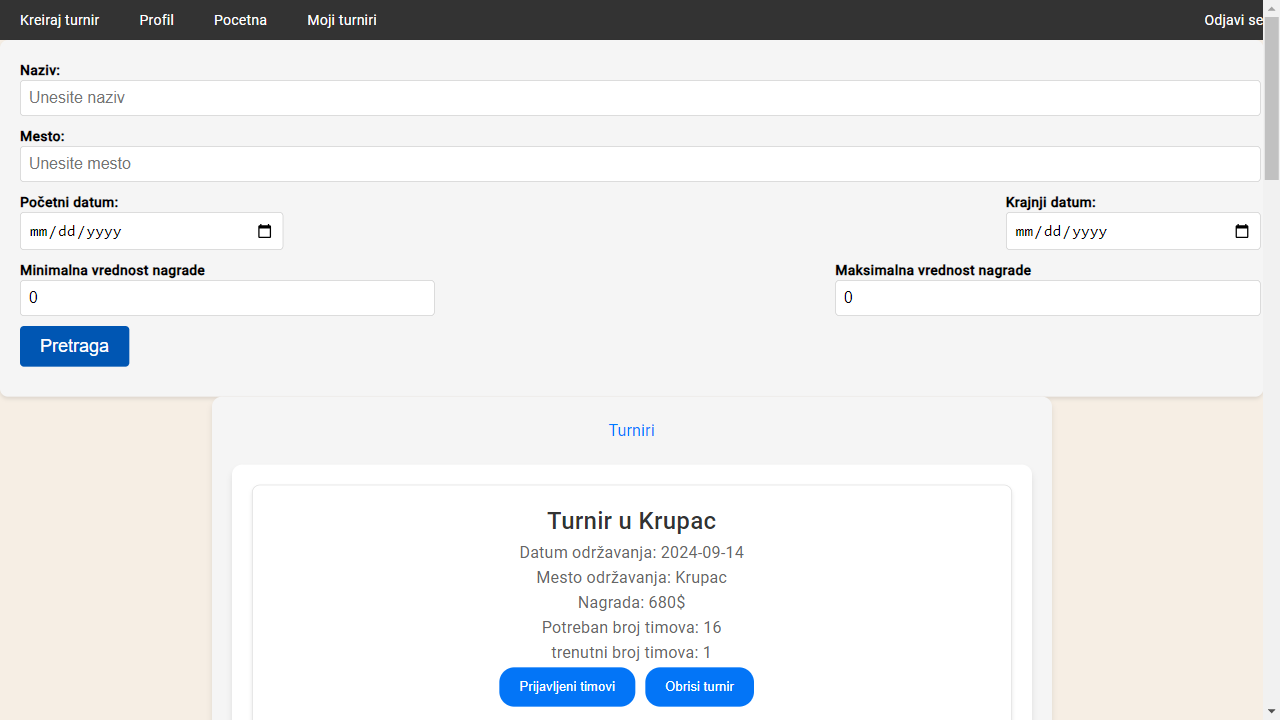 Kreiraj turnir Profil Pocetna Moji turniri Odjavi se
Naziv:
Unesite naziv
Mesto:
Unesite mesto
Početni datum: Krajnji datum:
mm/dd/yyyy mm/dd/yyyy
Minimalna vrednost nagrade Maksimalna vrednost nagrade
0 0
Pretraga
Turniri
Turnir u Krupac
Datum održavanja: 2024-09-14
Mesto održavanja: Krupac
Nagrada: 680$
Potreban broj timova: 16
trenutni broj timova: 1
Prijavljeni timovi Obrisi turnir